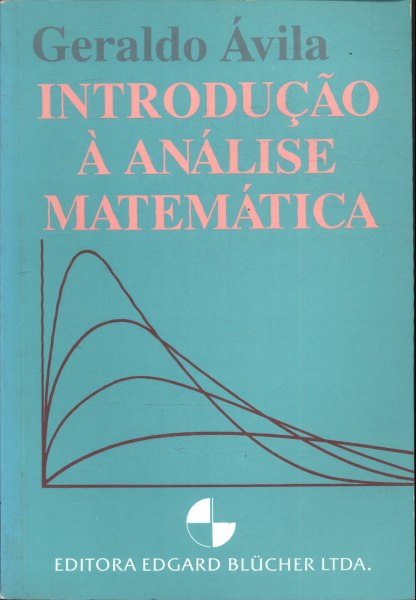 Geraldo Ávila
INTRODUÇÃO
À ANÁLISE
MATEMÁTICA
EDITORA EDGARD BLÜCHER LTDA.